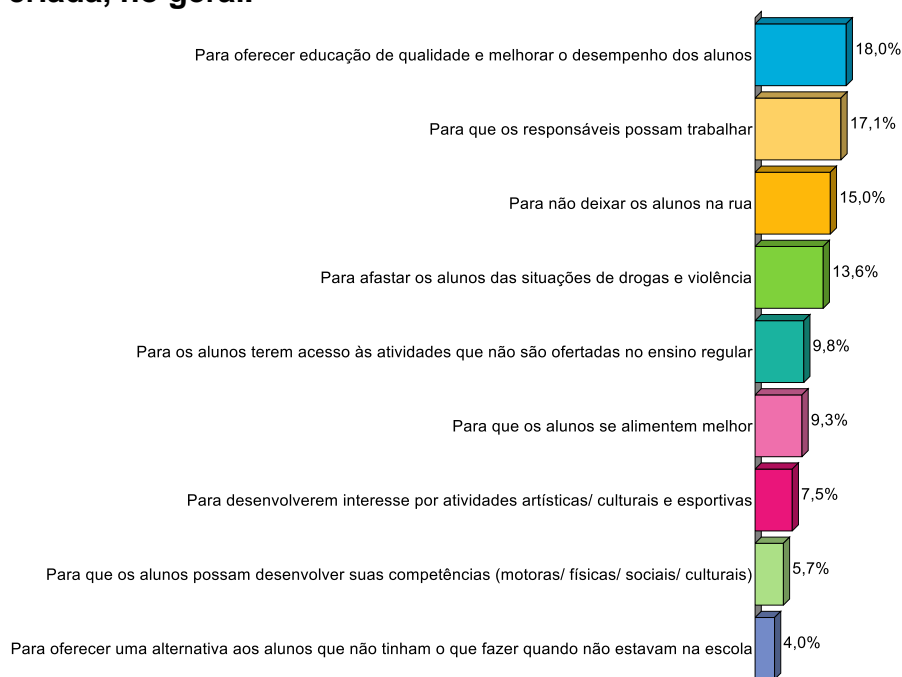 criada, no geral.
Para oferecer educação de qualidade e melhorar o desempenho dos alunos 18,0%
Para que os responsáveis possam trabalhar 17,1%
Para não deixar os alunos na rua 15,0%
Para afastar os alunos das situações de drogas e violência 13,6%
Para os alunos terem acesso às atividades que não são ofertadas no ensino regular 9,8%
Para que os alunos se alimentem melhor 9,3%
Para desenvolverem interesse por atividades artísticas/ culturais e esportivas 7,5%
Para que os alunos possam desenvolver suas competências (motoras/ físicas/ sociais/ culturais) 5,7%
Para oferecer uma alternativa aos alunos que não tinham o que fazer quando não estavam na escola 4,0%